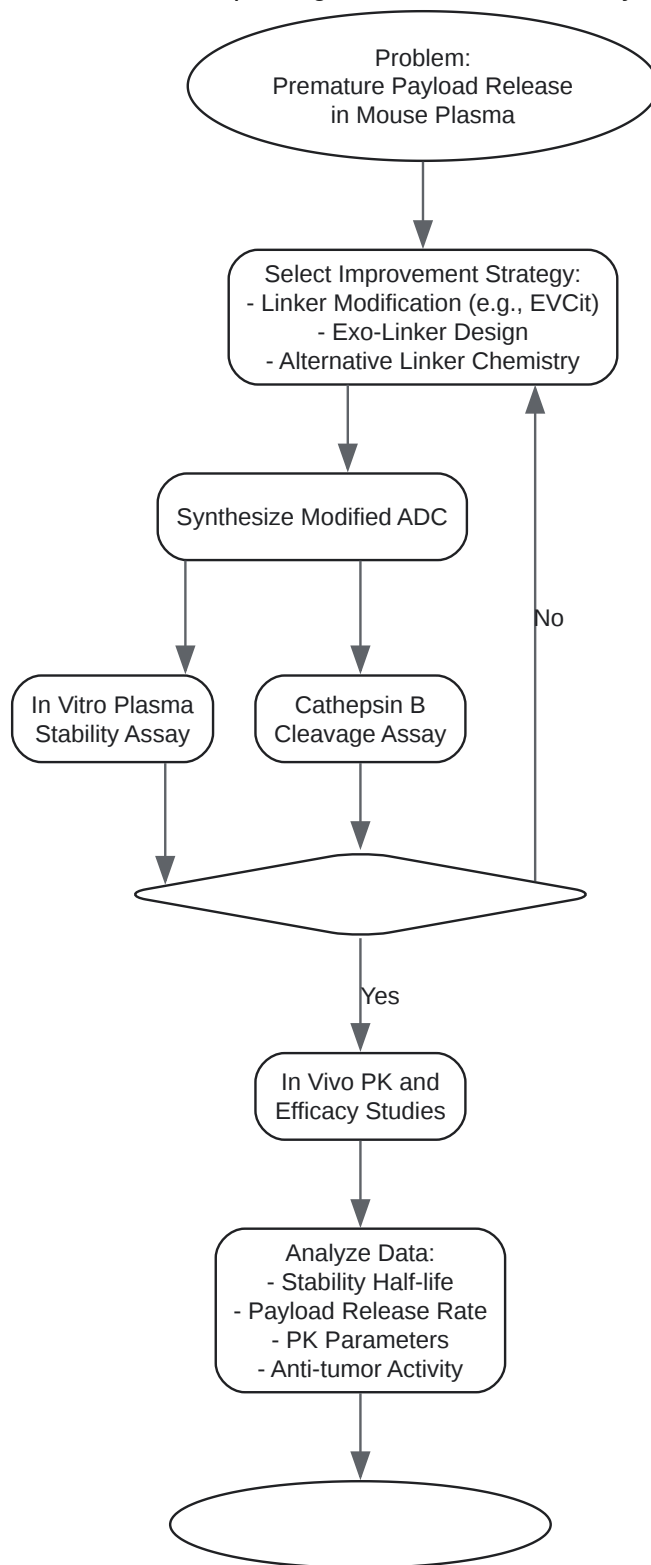 Problem:
Premature Payload Release
in Mouse Plasma
Select Improvement Strategy:
- Linker Modification (e.g., EVCit)
- Exo-Linker Design
- Alternative Linker Chemistry
Synthesize Modified ADC
No
In Vitro Plasma
Stability Assay
Cathepsin B
Cleavage Assay
Yes
In Vivo PK and
Efficacy Studies
Analyze Data:
- Stability Half-life
- Payload Release Rate
- PK Parameters
- Anti-tumor Activity